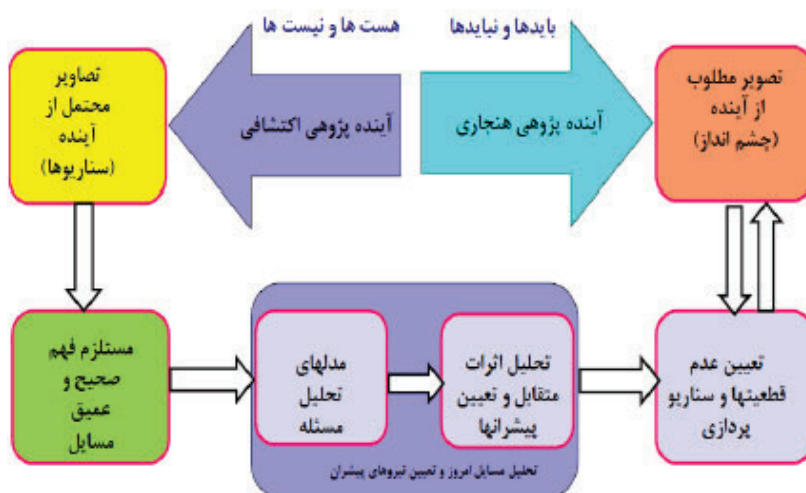 بایدها و نبایدها
هست ها و نیست ها
تصویر مطلوب
از آینده
(چشم انداز)
آینده پژوهی هنجاری
آینده پژوهی اکتشافی
تصاویر
محتمل از
آینده
(سناریوها)
مستلزم فهم
صحیح و
عمیق
مسایل
مدلهای
تحلیل
مسئله
تحلیل اثرات
متقابل و تعیین
پیشرانها
تعیین عدم
قطعیتها و سناریو
پردازی
تحلیل مسایل امروز و تعیین نیروهای پیشران